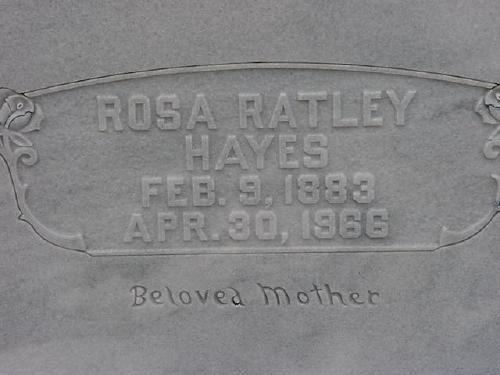 ROSA RATLEY
HAYES
FEB. 9, 1883
APR. 30, 1966
Beloved Mother